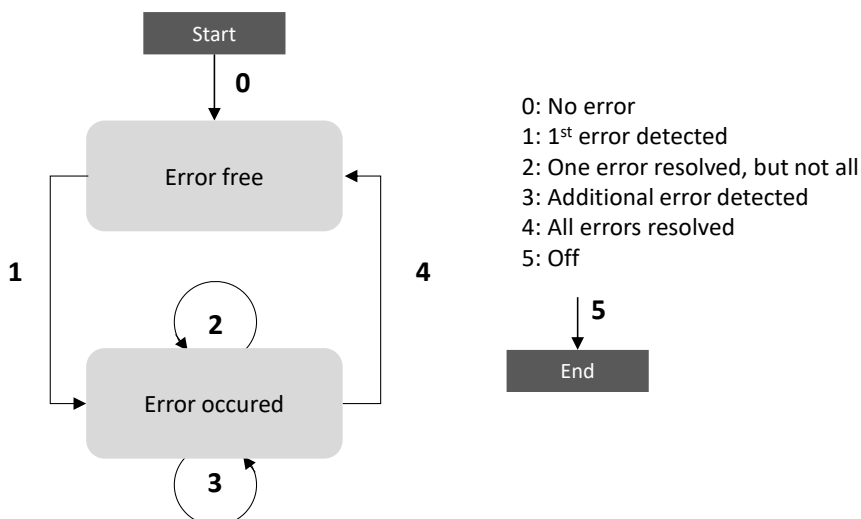 Start
0
Error free
1
4
2
Error occured
3
0: No error
1: 1st error detected
2: One error resolved, but not all
3: Additional error detected
4: All errors resolved
5: Off
5
End